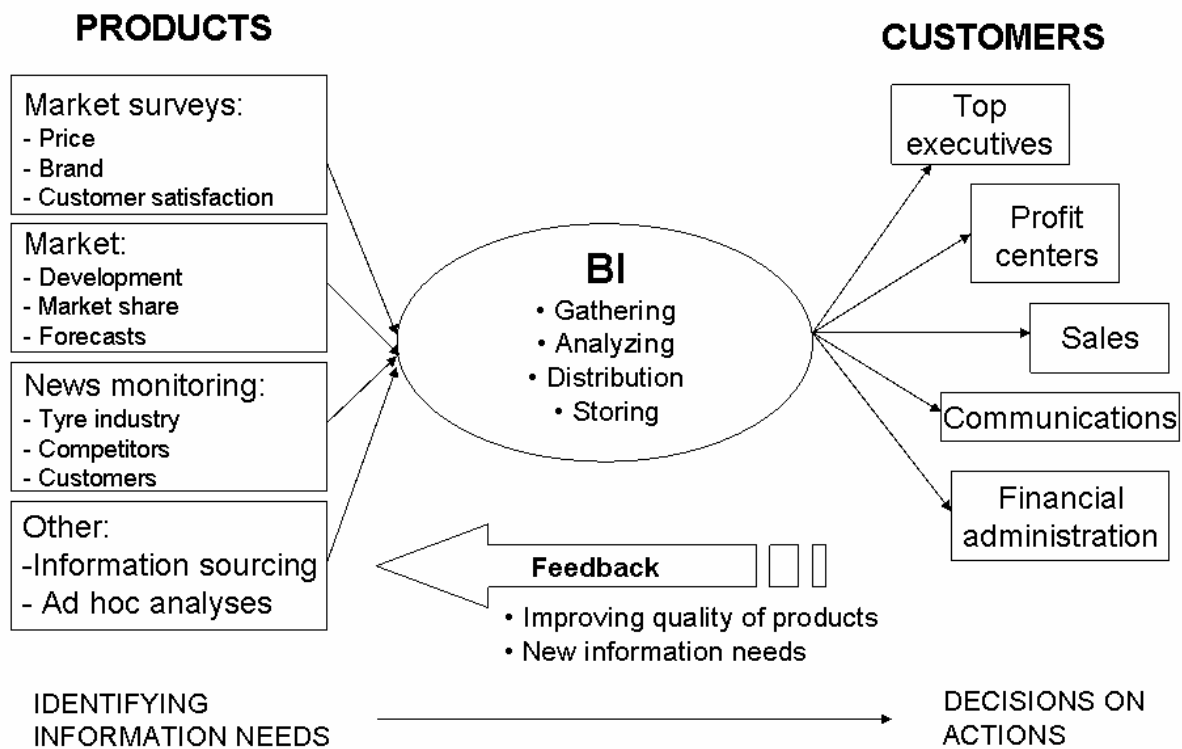 PRODUCTS
Market surveys:
- Price
- Brand
- Customer satisfaction
Market:
- Development
- Market share
- Forecasts
News monitoring:
- Tyre industry
- Competitors
- Customers
Other:
-Information sourcing
- Ad hoc analyses
BI
• Gathering
• Analyzing
• Distribution
• Storing
CUSTOMERS
Top
executives
Profit
centers
Sales
Communications
Financial
administration
Feedback
• Improving quality of products
• New information needs
IDENTIFYING
INFORMATION NEEDS
DECISIONS ON
ACTIONS